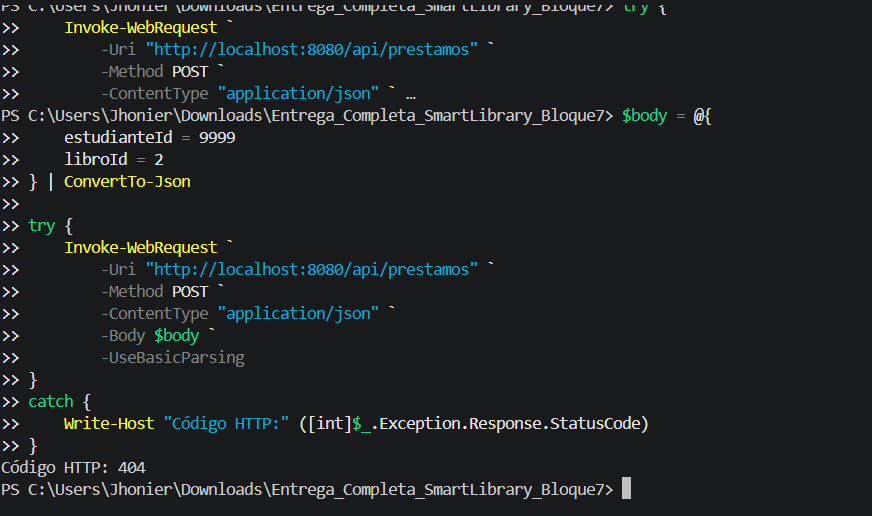 PS C:\Users\Jhonier\Downloads\Entrega_Completa_SmartLibrary_Bloque7> try {
>>     Invoke-WebRequest `
>>         -Uri "http://localhost:8080/api/prestamos" `
>>         -Method POST `
>>         -ContentType "application/json" ` …
PS C:\Users\Jhonier\Downloads\Entrega_Completa_SmartLibrary_Bloque7> $body = @{
>>     estudianteId = 9999
>>     libroId = 2
>> } | ConvertTo-Json
>>
>> try {
>>     Invoke-WebRequest `
>>         -Uri "http://localhost:8080/api/prestamos" `
>>         -Method POST `
>>         -ContentType "application/json" `
>>         -Body $body `
>>         -UseBasicParsing
>> }
>> catch {
>>     Write-Host "Código HTTP:" ([int]$_.Exception.Response.StatusCode)
>> }
Código HTTP: 404
PS C:\Users\Jhonier\Downloads\Entrega_Completa_SmartLibrary_Bloque7>